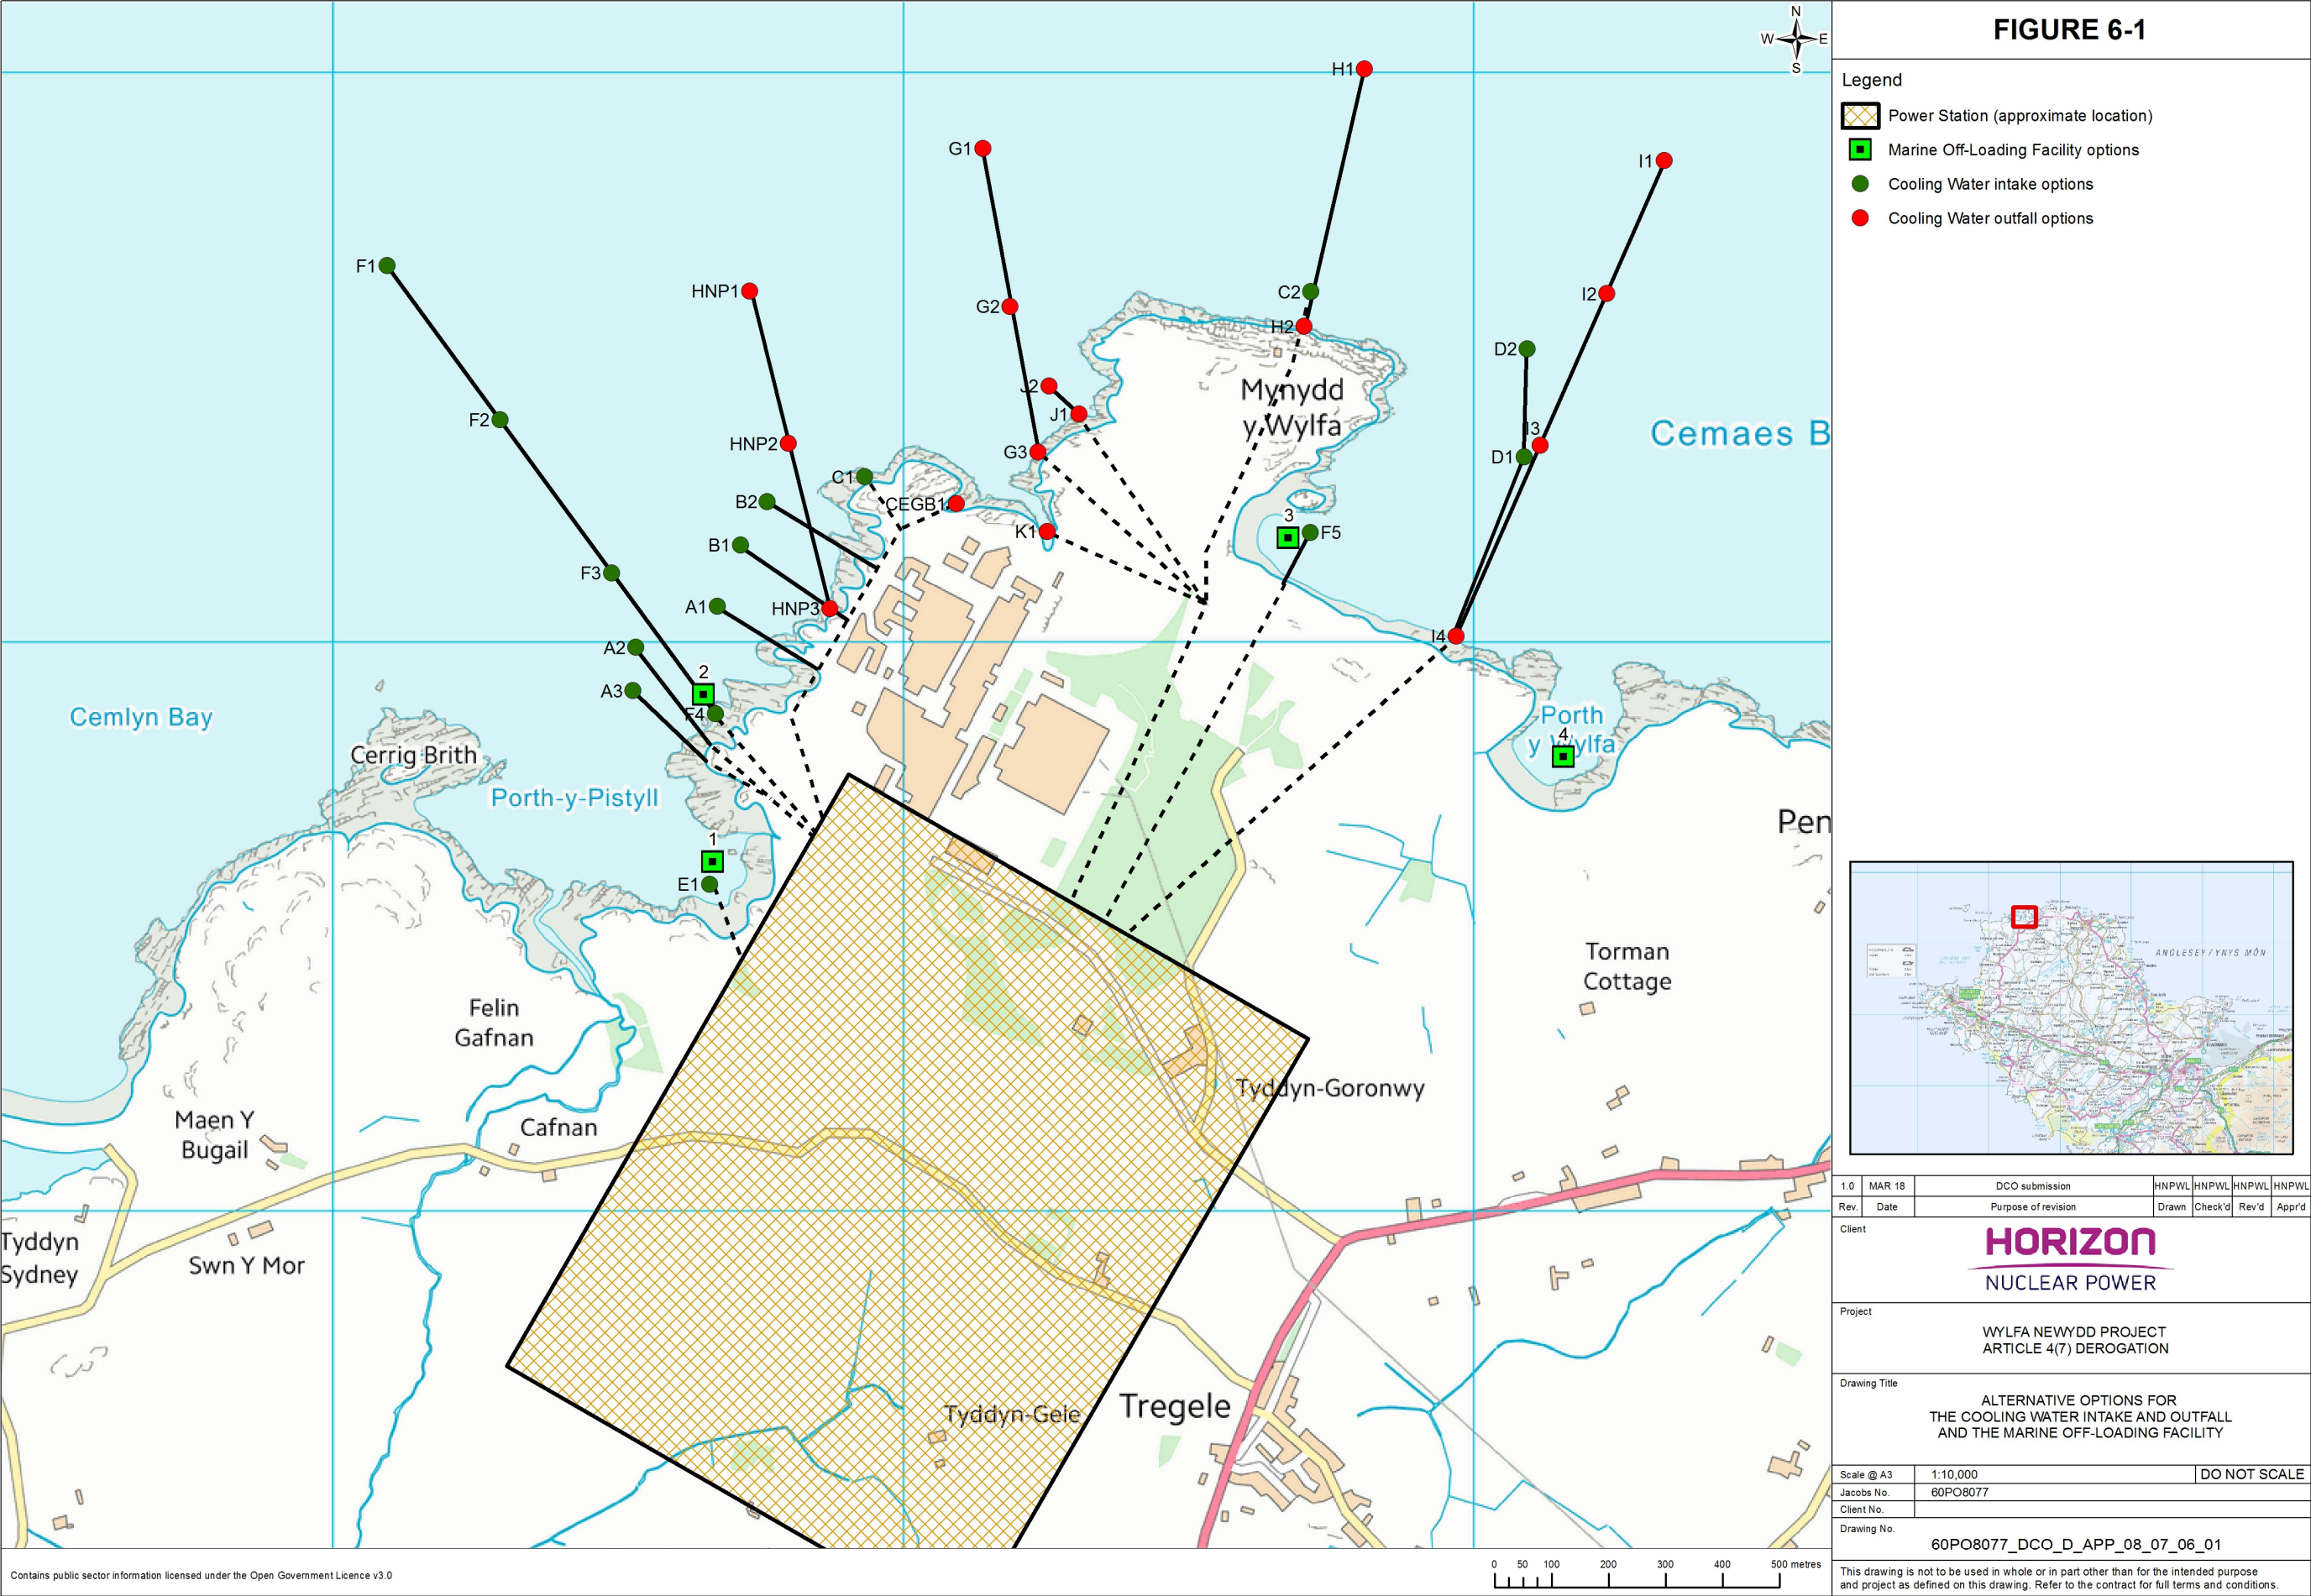 N
W E
S
H1
G1
I1
F1
HNP1
C2
I2
G2
H2
D2
J2
Mynydd
y Wylfa
J1
F2
HNP2
I3
Cemaes B
G3
D1
C1
B2
CEGB1
3
K1
F5
B1
F3
A1
HNP3
I4
A2
2
A3
F4
Cemlyn Bay
Porth
y Wylfa
4
Cerrig Brith
Porth-y-Pistyll
Pen
1
E1
Torman
Cottage
Felin
Gafnan
Tyddyn-Goronwy
Maen Y
Bugail
Cafnan
Tyddyn
Sydney
Swn Y Mor
Tregele
Tyddyn-Gele
Contains public sector information licensed under the Open Government Licence v3.0
0 50 100 200 300 400 500 metres
FIGURE 6-1
Legend
Power Station (approximate location)
Marine Off-Loading Facility options
Cooling Water intake options
Cooling Water outfall options
ANGLESEY / YNYS MÔN
1.0 MAR 18 DCO submission HNPWL HNPWL HNPWL HNPWL
Rev. Date Purpose of revision Drawn Check'd Rev'd Appr'd
Client
HORIZON
NUCLEAR POWER
Project
WYLFA NEWYDD PROJECT
ARTICLE 4(7) DEROGATION
Drawing Title
ALTERNATIVE OPTIONS FOR
THE COOLING WATER INTAKE AND OUTFALL
AND THE MARINE OFF-LOADING FACILITY
Scale @ A3 1:10,000 DO NOT SCALE
Jacobs No. 60PO8077
Client No.
Drawing No.
60PO8077_DCO_D_APP_08_07_06_01
This drawing is not to be used in whole or in part other than for the intended purpose
and project as defined on this drawing. Refer to the contract for full terms and conditions.